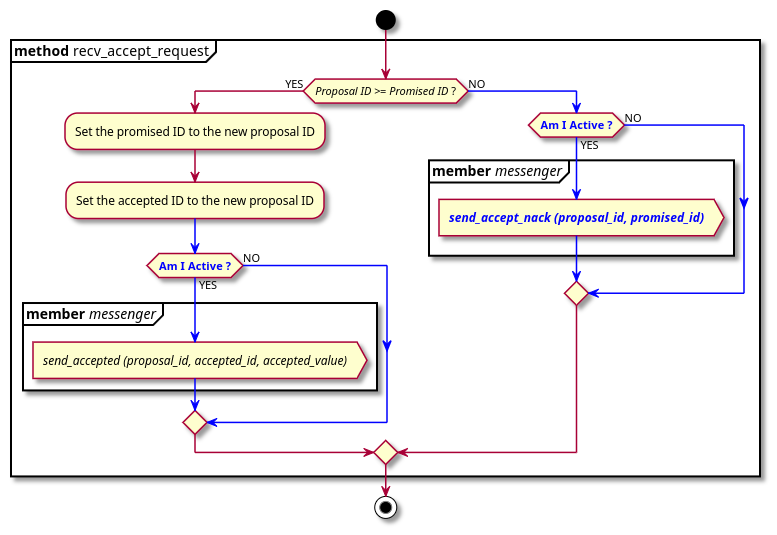 method recv_accept_request
YES
Proposal ID >= Promised ID ?
NO
Set the promised ID to the new proposal ID
Set the accepted ID to the new proposal ID
Am I Active ?
NO
YES
member messenger
send_accepted (proposal_id, accepted_id, accepted_value)
Am I Active ?
NO
YES
member messenger
send_accept_nack (proposal_id, promised_id)